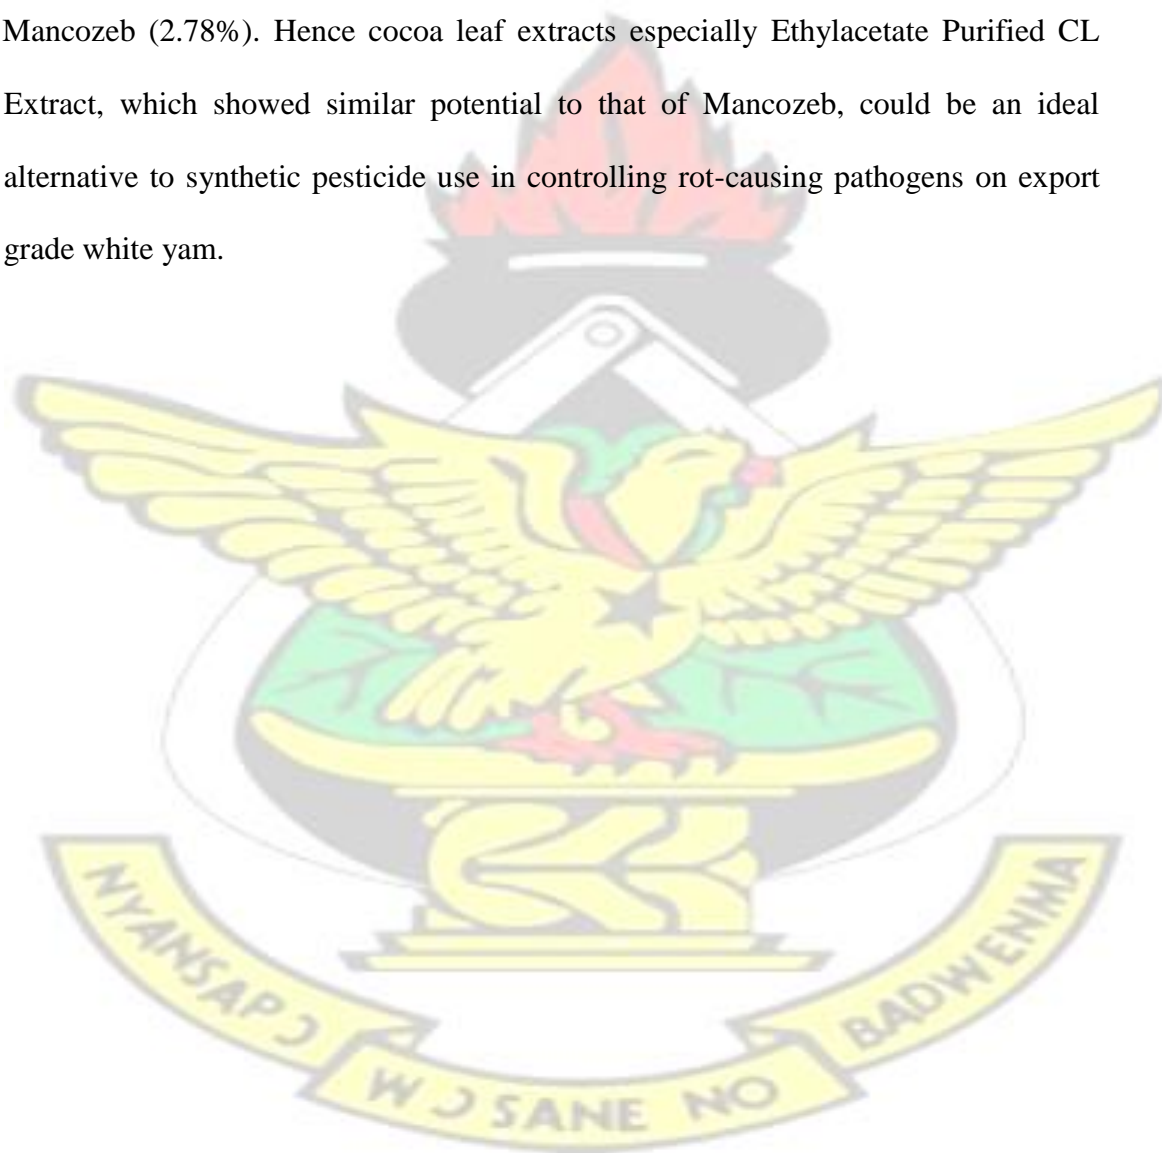 Mancozeb (2.78%). Hence cocoa leaf extracts especially Ethylacetate Purified CL
Extract, which showed similar potential to that of Mancozeb, could be an ideal
alternative to synthetic pesticide use in controlling rot-causing pathogens on export
grade white yam.
NYANSAPƆ
WƆ SANE NO
BADWENMA